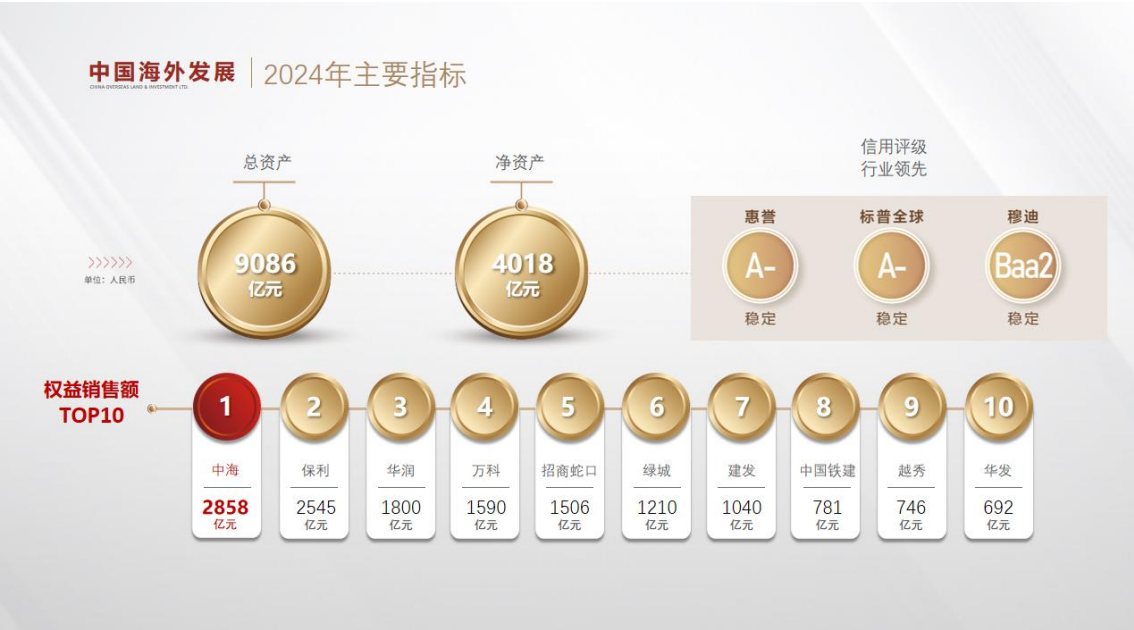 中国海外发展
CHINA OVERSEAS LAND & INVESTMENT LTD.
2024年主要指标
总资产
净资产
信用评级
行业领先
单位：人民币
9086
亿元
4018
亿元
惠誉
标普全球
穆迪
A-
A-
Baa2
稳定
稳定
稳定
权益销售额
TOP10
1
中海
2858
亿元
2
保利
2545
亿元
3
华润
1800
亿元
4
万科
1590
亿元
5
招商蛇口
1506
亿元
6
绿城
1210
亿元
7
建发
1040
亿元
8
中国铁建
781
亿元
9
越秀
746
亿元
10
华发
692
亿元